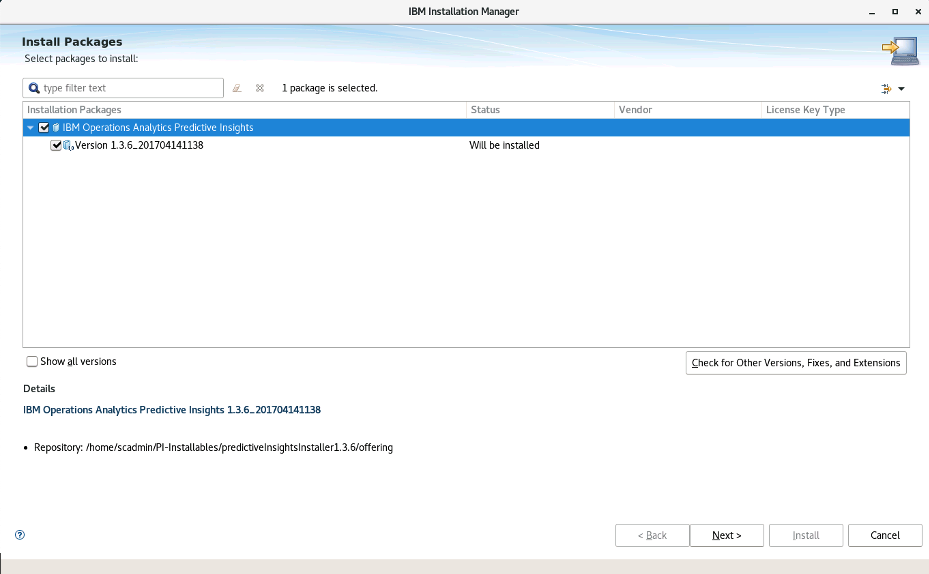 IBM Installation Manager
Install Packages
Select packages to install:
type filter text
1 package is selected.
Installation Packages Status Vendor License Key Type
IBM Operations Analytics Predictive Insights
Version 1.3.6_201704141138 Will be installed
Show all versions
Check for Other Versions, Fixes, and Extensions
Details
IBM Operations Analytics Predictive Insights 1.3.6_201704141138
• Repository: /home/scadmin/PI-Installables/predictiveInsightsInstaller1.3.6/offering
? < Back Next > Install Cancel